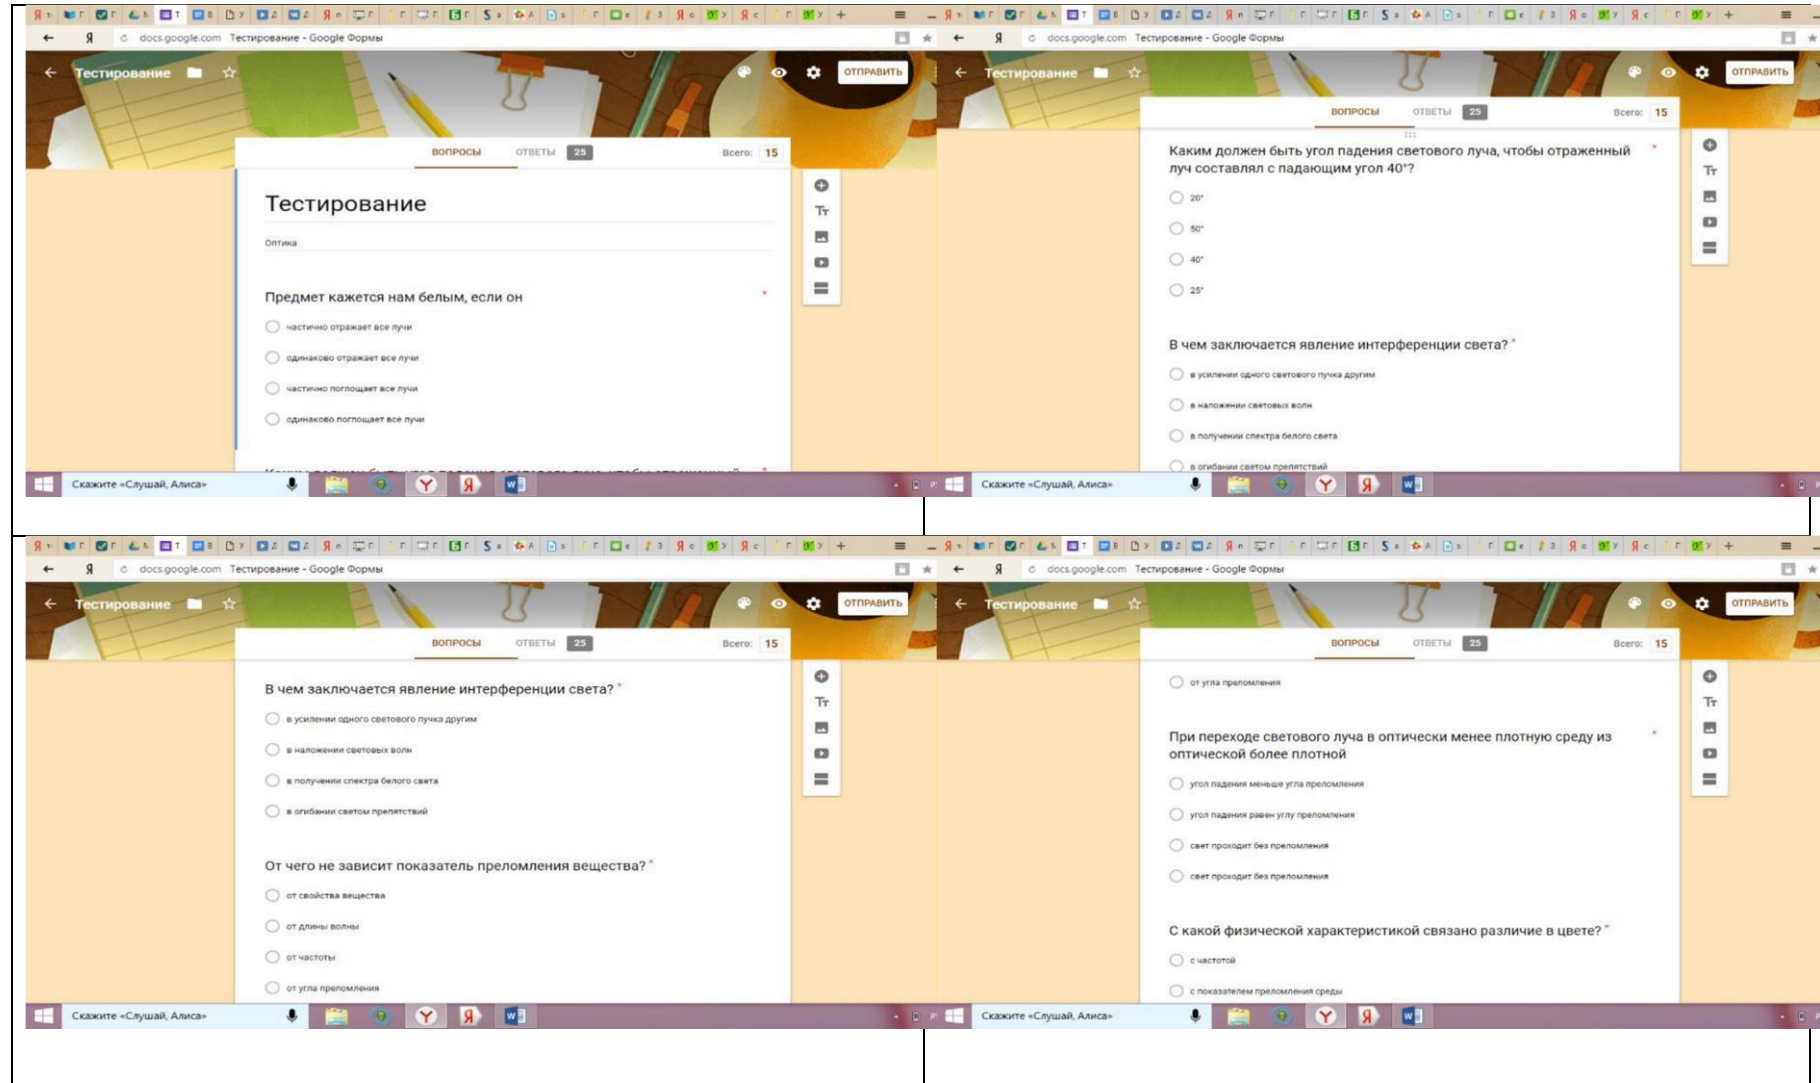 docs.google.com Тестирование - Google Формы
Тестирование
ОТПРАВИТЬ
ВОПРОСЫ ОТВЕТЫ 25 Всего: 15
Тестирование
Оптика
Предмет кажется нам белым, если он *
частично отражает все лучи
одинаково отражает все лучи
частично поглощает все лучи
одинаково поглощает все лучи
Скажите «Слушай, Алиса»
docs.google.com Тестирование - Google Формы
Тестирование
ОТПРАВИТЬ
ВОПРОСЫ ОТВЕТЫ 25 Всего: 15
Каким должен быть угол падения светового луча, чтобы отраженный *
луч составлял с падающим угол 40°?
20°
50°
40°
25°
В чем заключается явление интерференции света? *
в усилении одного светового пучка другим
в наложении световых волн
в получении спектра белого света
в огибании светом препятствий
Скажите «Слушай, Алиса»
docs.google.com Тестирование - Google Формы
Тестирование
ОТПРАВИТЬ
ВОПРОСЫ ОТВЕТЫ 25 Всего: 15
В чем заключается явление интерференции света? *
в усилении одного светового пучка другим
в наложении световых волн
в получении спектра белого света
в огибании светом препятствий
От чего не зависит показатель преломления вещества? *
от свойства вещества
от длины волны
от частоты
от угла преломления
Скажите «Слушай, Алиса»
docs.google.com Тестирование - Google Формы
Тестирование
ОТПРАВИТЬ
ВОПРОСЫ ОТВЕТЫ 25 Всего: 15
от угла преломления
При переходе светового луча в оптически менее плотную среду из *
оптической более плотной
угол падения меньше угла преломления
угол падения равен углу преломления
свет проходит без преломления
свет проходит без преломления
С какой физической характеристикой связано различие в цвете? *
с частотой
с показателем преломления среды
Скажите «Слушай, Алиса»